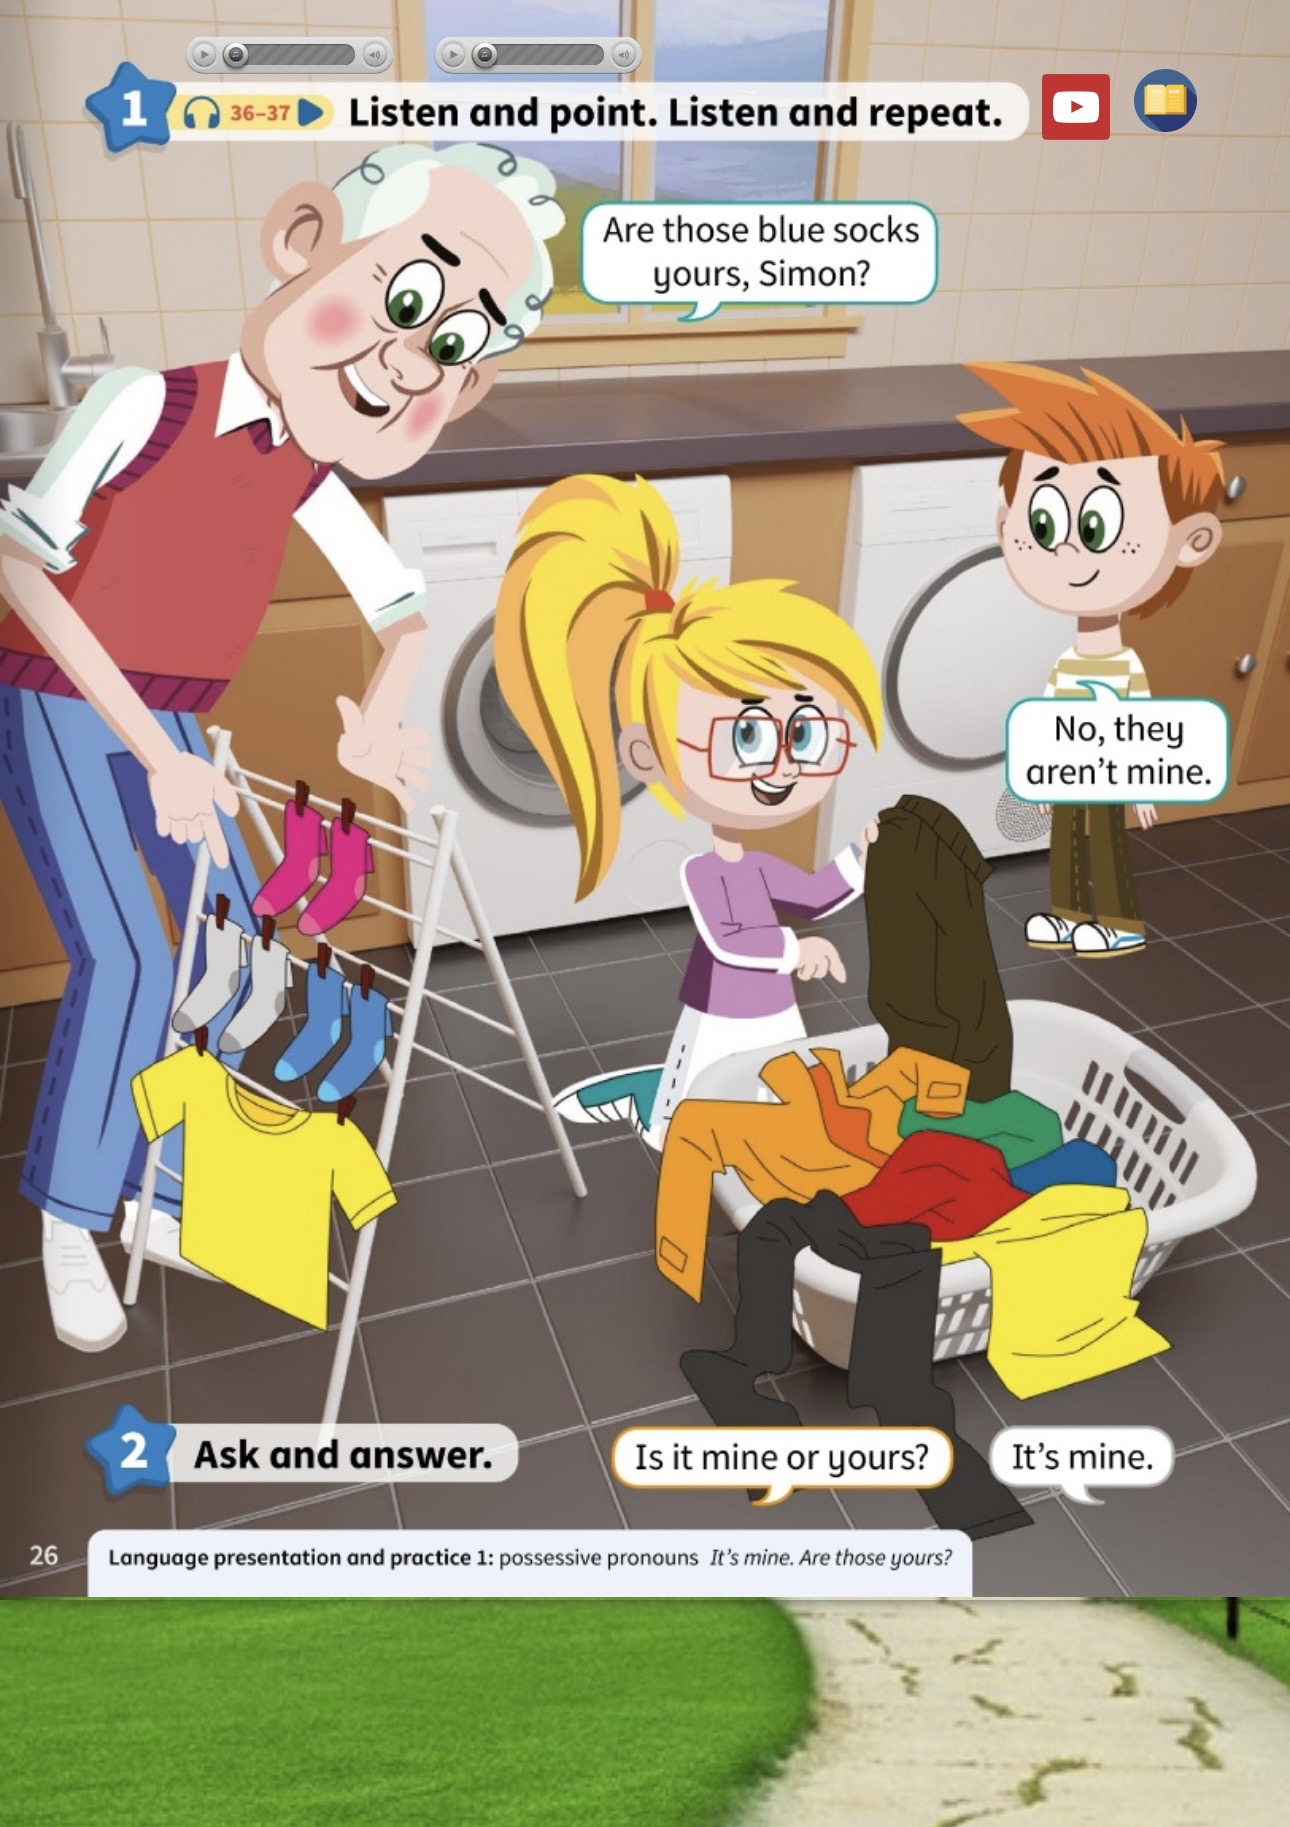 1
36–37
Listen and point. Listen and repeat.
Are those blue socks
yours, Simon?
No, they
aren't mine.
2
Ask and answer.
Is it mine or yours?
It's mine.
26
Language presentation and practice 1: possessive pronouns It's mine. Are those yours?